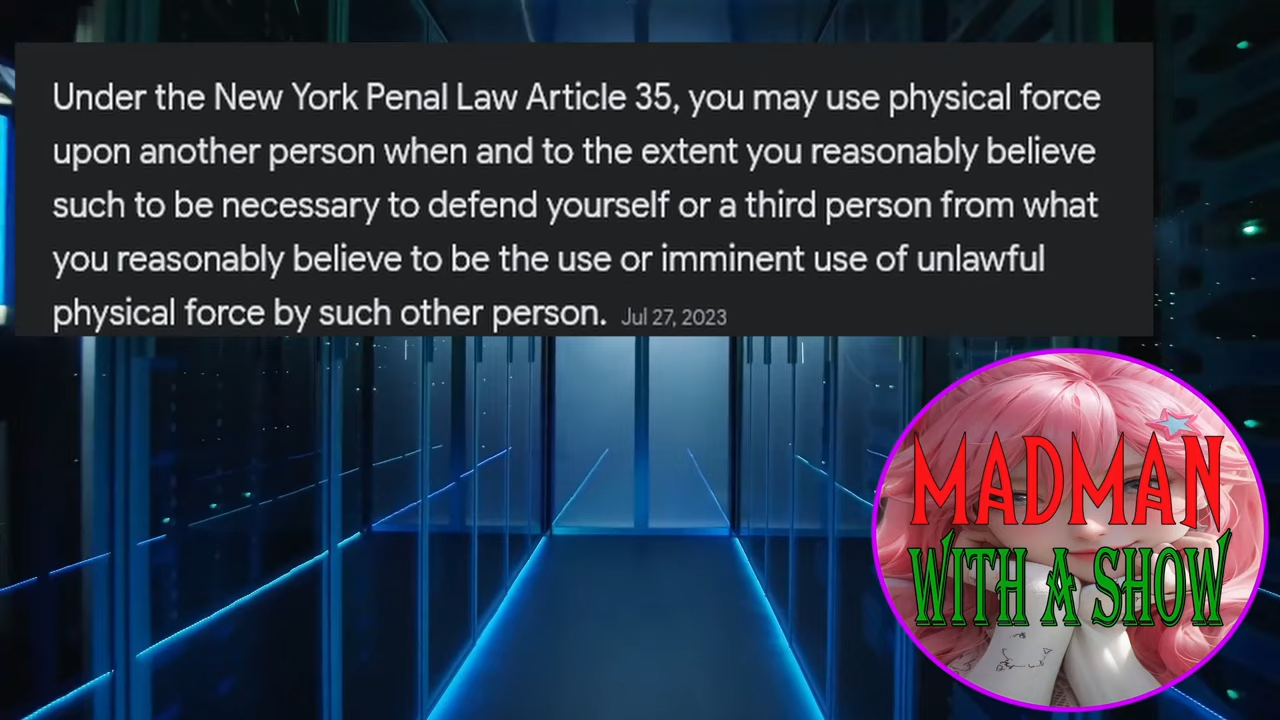 Under the New York Penal Law Article 35, you may use physical force
upon another person when and to the extent you reasonably believe
such to be necessary to defend yourself or a third person from what
you reasonably believe to be the use or imminent use of unlawful
physical force by such other person. Jul 27, 2023
MADMAN
WITH A SHOW